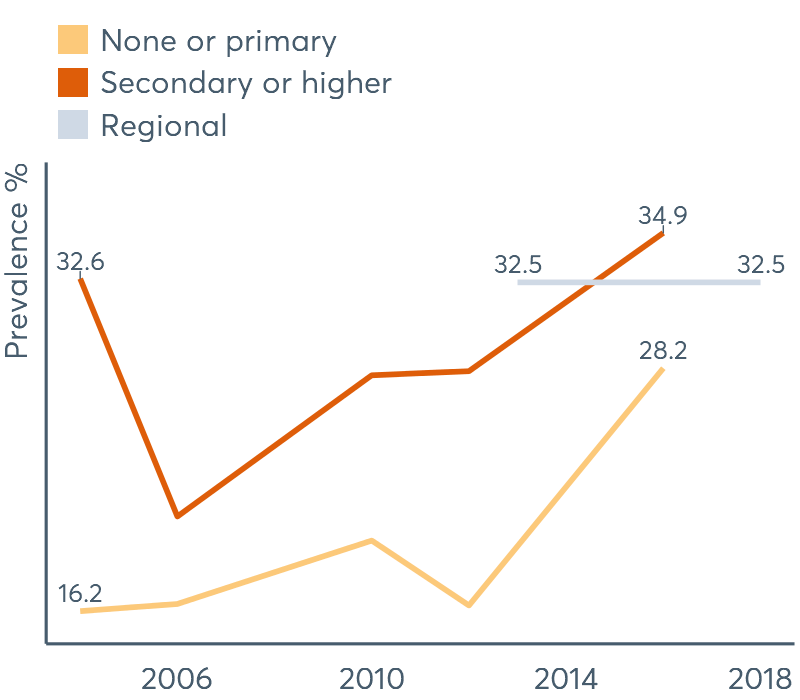 None or primary
Secondary or higher
Regional
Prevalence %
34.9
32.6
32.5
32.5
28.2
16.2
2006
2010
2014
2018